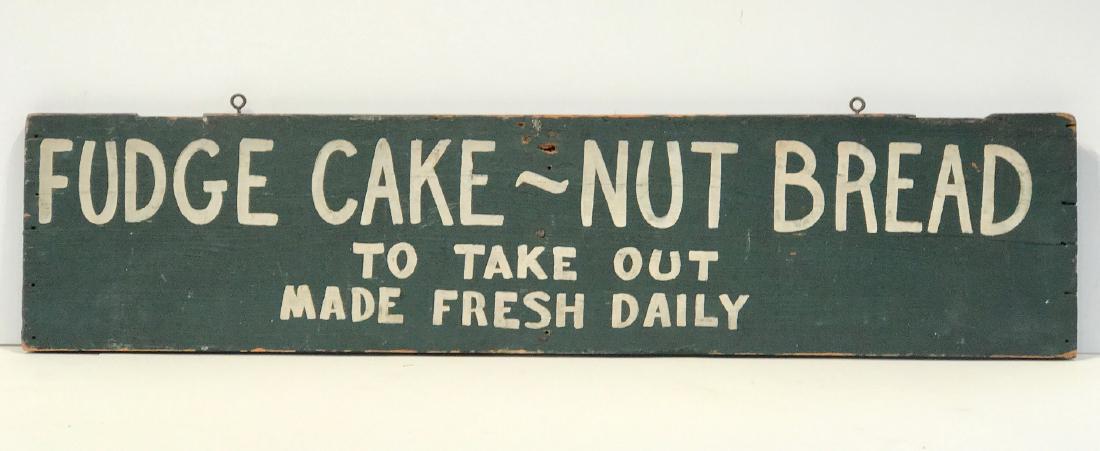 FUDGE CAKE ~ NUT BREAD
TO TAKE OUT
MADE FRESH DAILY